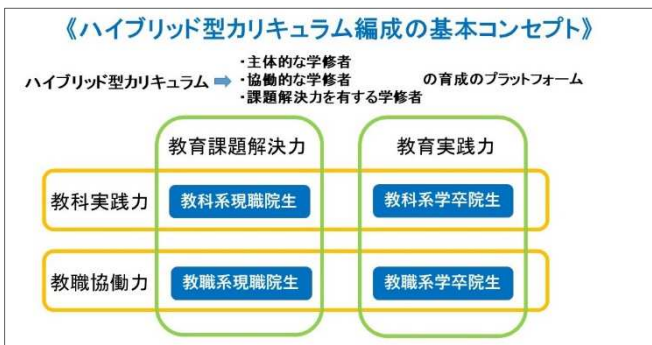 《ハイブリッド型カリキュラム編成の基本コンセプト》
・主体的な学修者
ハイブリッド型カリキュラム ➡ ・協働的な学修者 の育成のプラットフォーム
・課題解決力を有する学修者
教育課題解決力 教育実践力
教科実践力 教科系現職院生 教科系学卒院生
教職協働力 教職系現職院生 教職系学卒院生